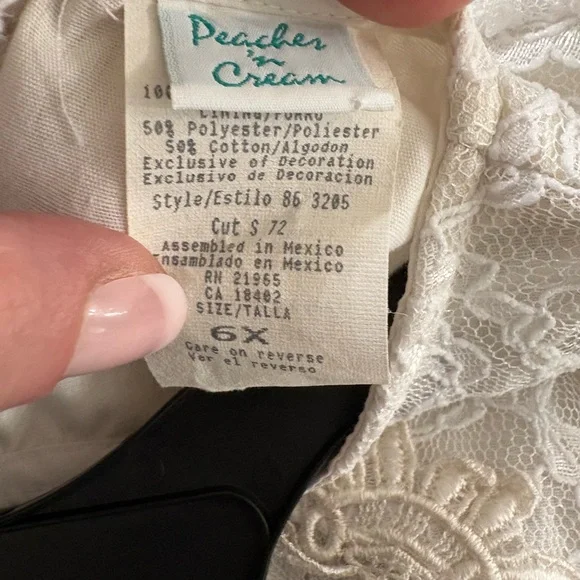 Peaches
'n
Cream
LINING/FORRO
50% Polyester/Poliester
50% Cotton/Algodon
Exclusive of Decoration
Exclusivo de Decoracion
Style/Estilo 86 3205
Cut S 72
Assembled in Mexico
Ensamblado en Mexico
RN 21965
CA 18402
SIZE/TALLA
6X
Care on reverse
Ver el reverso